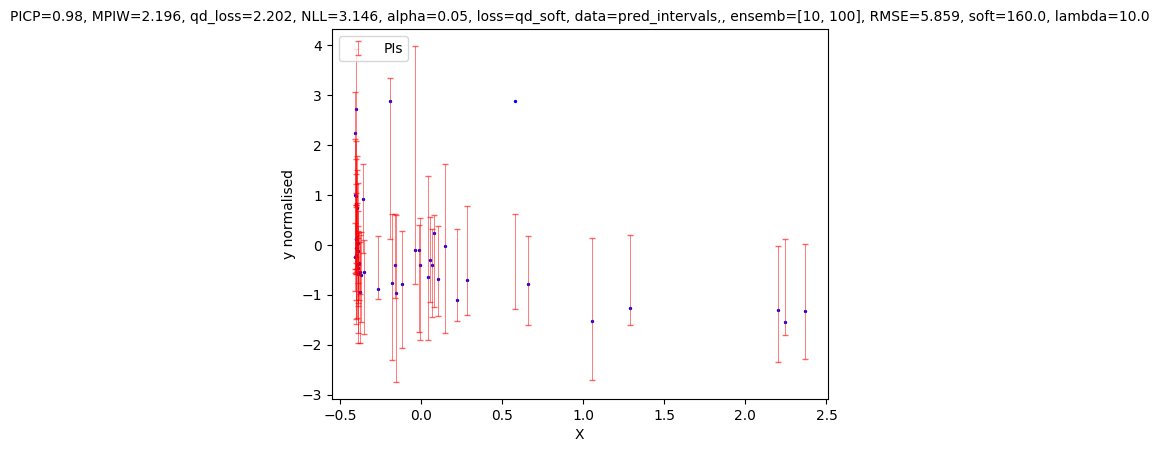 PICP=0.98, MPIW=2.196, qd_loss=2.202, NLL=3.146, alpha=0.05, loss=qd_soft, data=pred_intervals,, ensemb=[10, 100], RMSE=5.859, soft=160.0, lambda=10.0
PIs
4
3
2
1
0
−1
−2
−3
y normalised
−0.5 0.0 0.5 1.0 1.5 2.0 2.5
X